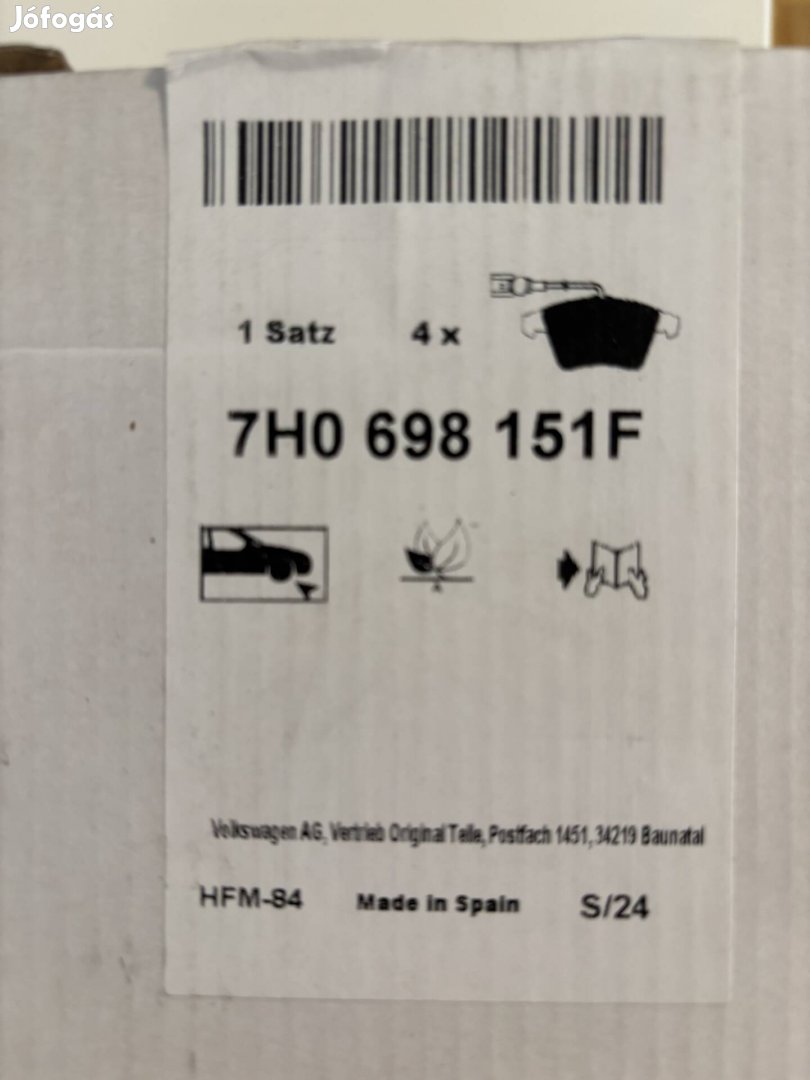 Jófogás
1 Satz 4 x
7H0 698 151F
Volkswagen AG, Vertrieb Original Teile, Postfach 1451, 34219 Baunatal
HFM-84 Made in Spain S/24